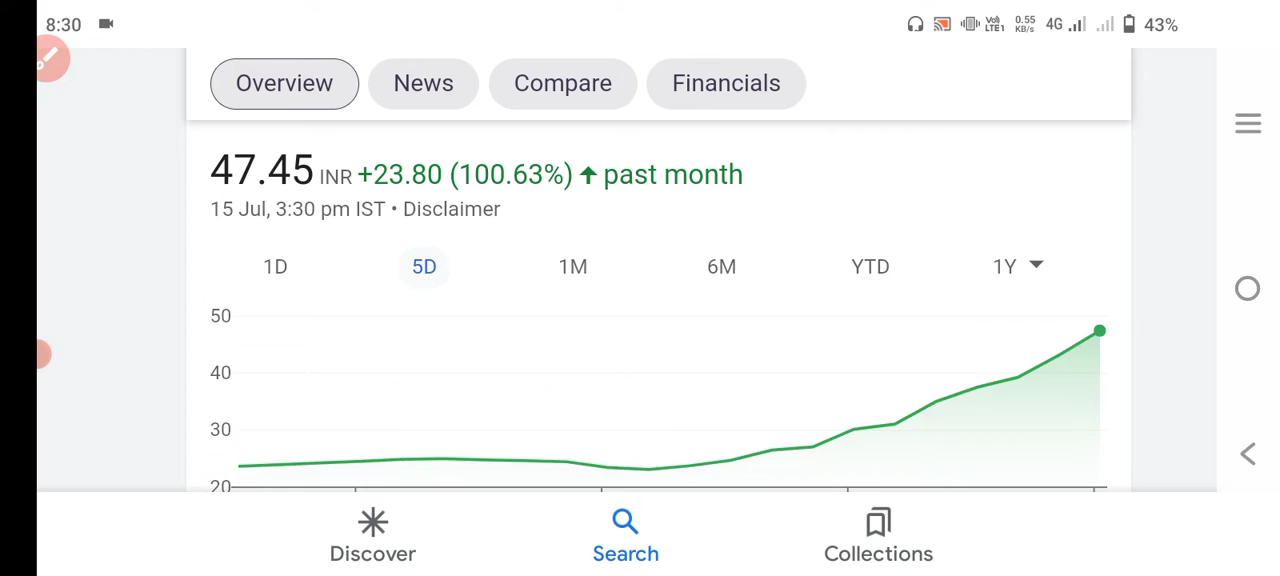 8:30 Vo) LTE1 0.55 KB/s 4G 43%
Overview News Compare Financials
47.45 INR +23.80 (100.63%) ↑ past month
15 Jul, 3:30 pm IST • Disclaimer
1D 5D 1M 6M YTD 1Y
50
40
30
20
Discover Search Collections